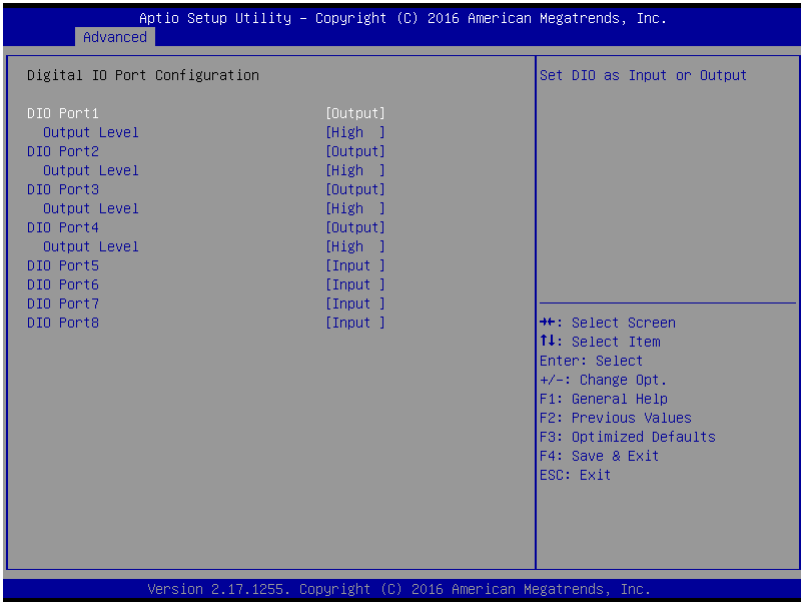 Aptio Setup Utility – Copyright (C) 2016 American Megatrends, Inc.
Advanced
Digital IO Port Configuration
DIO Port1 [Output]
Output Level [High ]
DIO Port2 [Output]
Output Level [High ]
DIO Port3 [Output]
Output Level [High ]
DIO Port4 [Output]
Output Level [High ]
DIO Port5 [Input ]
DIO Port6 [Input ]
DIO Port7 [Input ]
DIO Port8 [Input ]
Set DIO as Input or Output
→←: Select Screen
↑↓: Select Item
Enter: Select
+/-: Change Opt.
F1: General Help
F2: Previous Values
F3: Optimized Defaults
F4: Save & Exit
ESC: Exit
Version 2.17.1255. Copyright (C) 2016 American Megatrends, Inc.